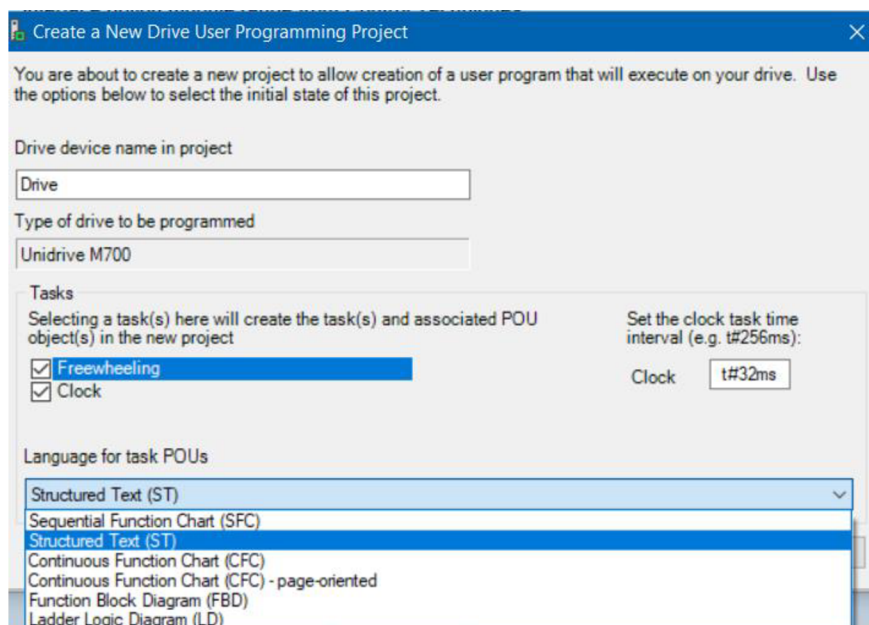 Create a New Drive User Programming Project
You are about to create a new project to allow creation of a user program that will execute on your drive. Use
the options below to select the initial state of this project.
Drive device name in project
Drive
Type of drive to be programmed
Unidrive M700
Tasks
Selecting a task(s) here will create the task(s) and associated POU
object(s) in the new project
Set the clock task time
interval (e.g. t#256ms):
Freewheeling
Clock
Clock
t#32ms
Language for task POUs
Structured Text (ST)
Sequential Function Chart (SFC)
Structured Text (ST)
Continuous Function Chart (CFC)
Continuous Function Chart (CFC) - page-oriented
Function Block Diagram (FBD)
Ladder Logic Diagram (LD)